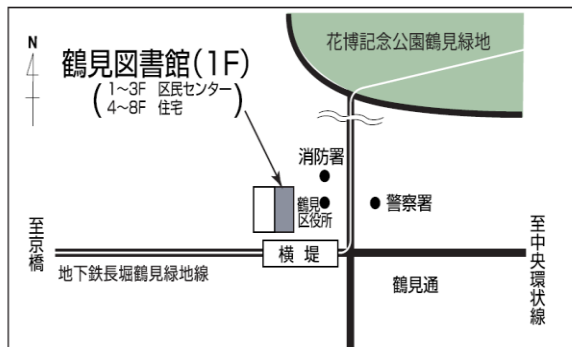 N
花博記念公園鶴見緑地
鶴見図書館(1F)
(1~3F 区民センター
4~8F 住宅)
消防署
鶴見
区役所
警察署
至京橋
横堤
至中央環状線
地下鉄長堀鶴見緑地線
鶴見通